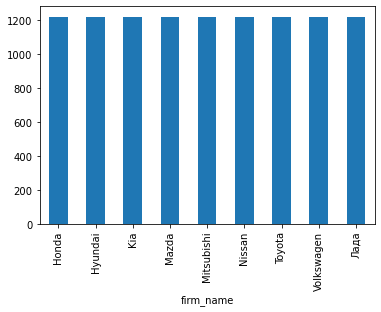 1200
1000
800
600
400
200
0
Honda
Hyundai
Kia
Mazda
Mitsubishi
Nissan
Toyota
Volkswagen
Лада
firm_name